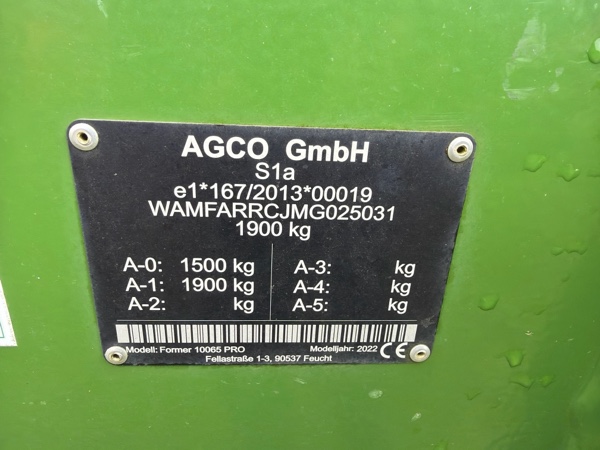 AGCO GmbH
S1a
e1*167/2013*00019
WAMFARRCJMG025031
1900 kg
A-0: 1500 kg A-3: kg
A-1: 1900 kg A-4: kg
A-2: kg A-5: kg
Modell: Former 10065 PRO Modelljahr: 2022 CE
Fellastraße 1-3, 90537 Feucht